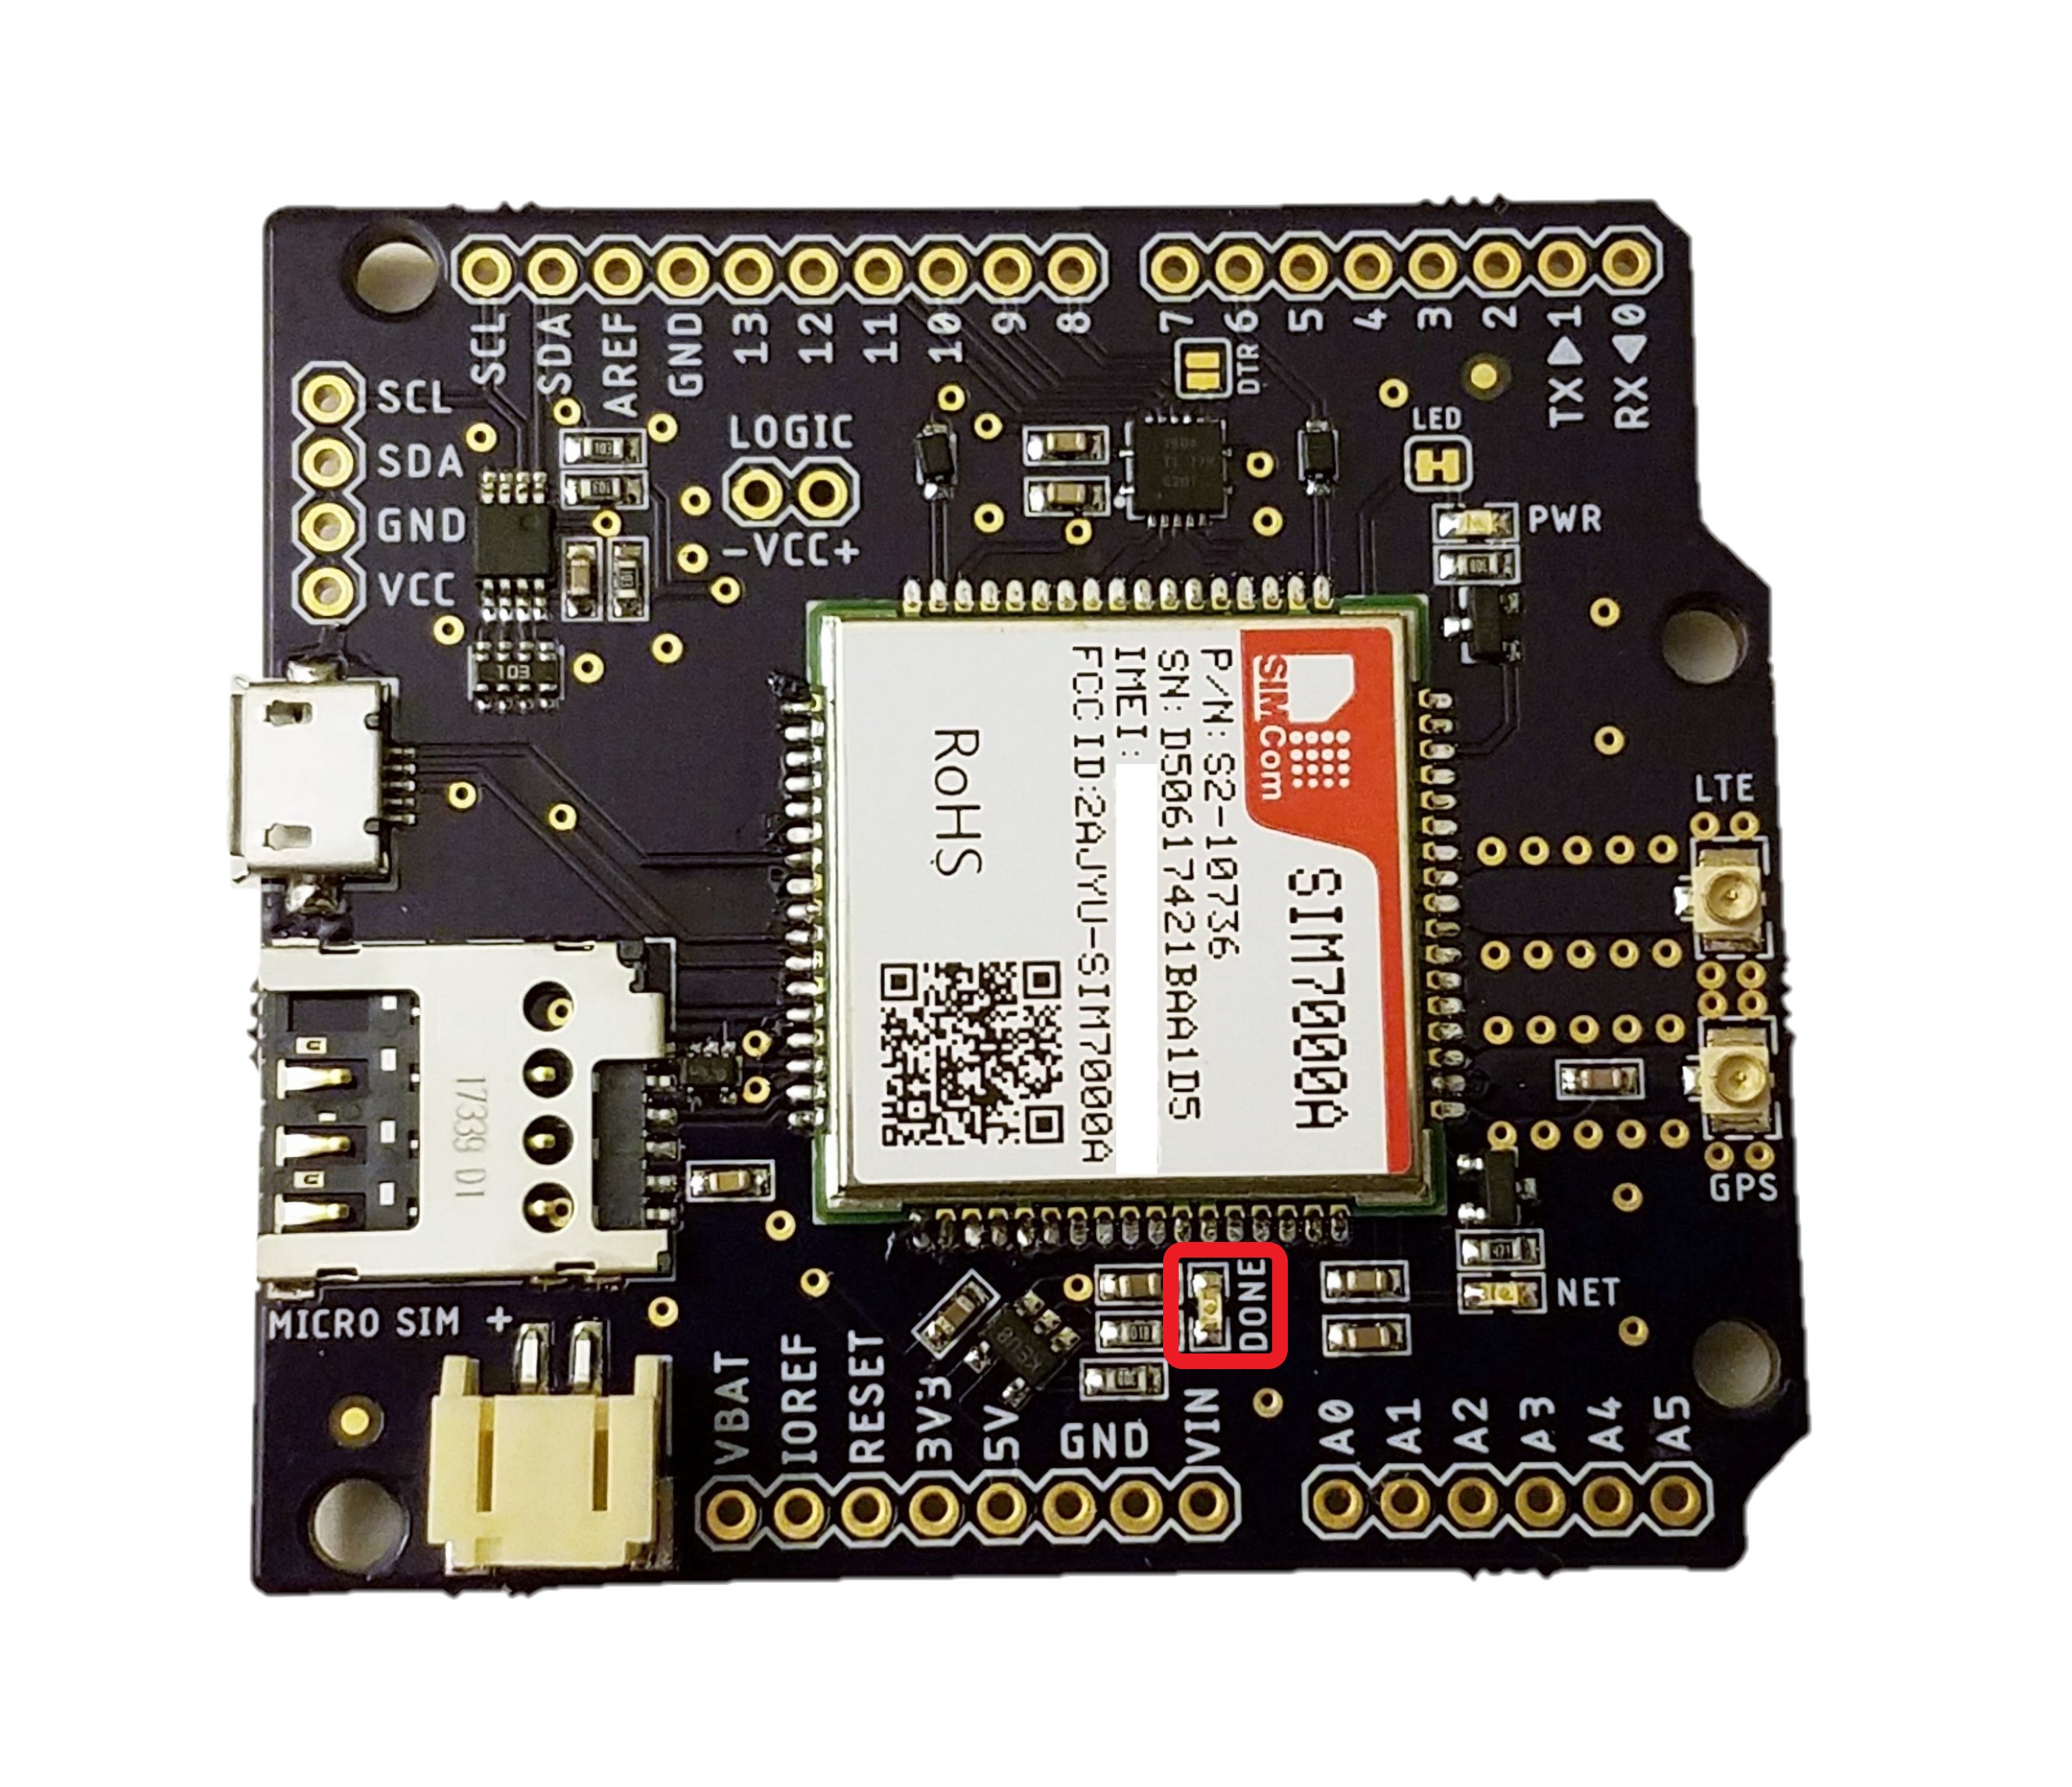 SCL
SDA
AREF
GND
13
12
11
10
9
8
7
6
5
4
3
2
TX 1
RX 0
DTR
LED
SCL
SDA
GND
VCC
LOGIC
-VCC+
PWR
103
103
LTE
GPS
SIMCom
SIM7000A
P/N:S2-10736
SN:D50617421BAA1D5
IMEI:
FCC ID:2AJYU-SIM7000A
RoHS
17339 01
MICRO SIM +
DONE
NET
VBAT
IOREF
RESET
3V3
5V
GND
VIN
A0
A1
A2
A3
A4
A5